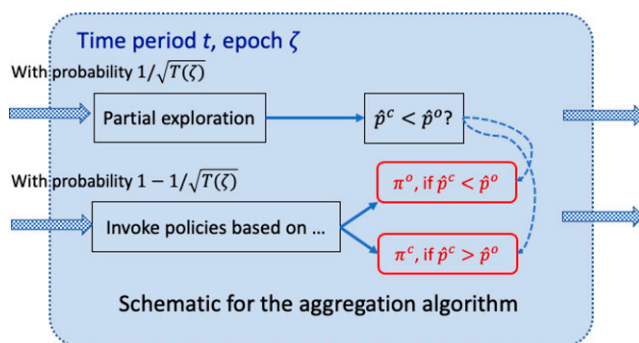 Time period t, epoch ζ
With probability 1/√T(ζ)
Partial exploration
p̂ᶜ < p̂ᵒ?
With probability 1 − 1/√T(ζ)
πᵒ, if p̂ᶜ < p̂ᵒ
Invoke policies based on ...
πᶜ, if p̂ᶜ > p̂ᵒ
Schematic for the aggregation algorithm